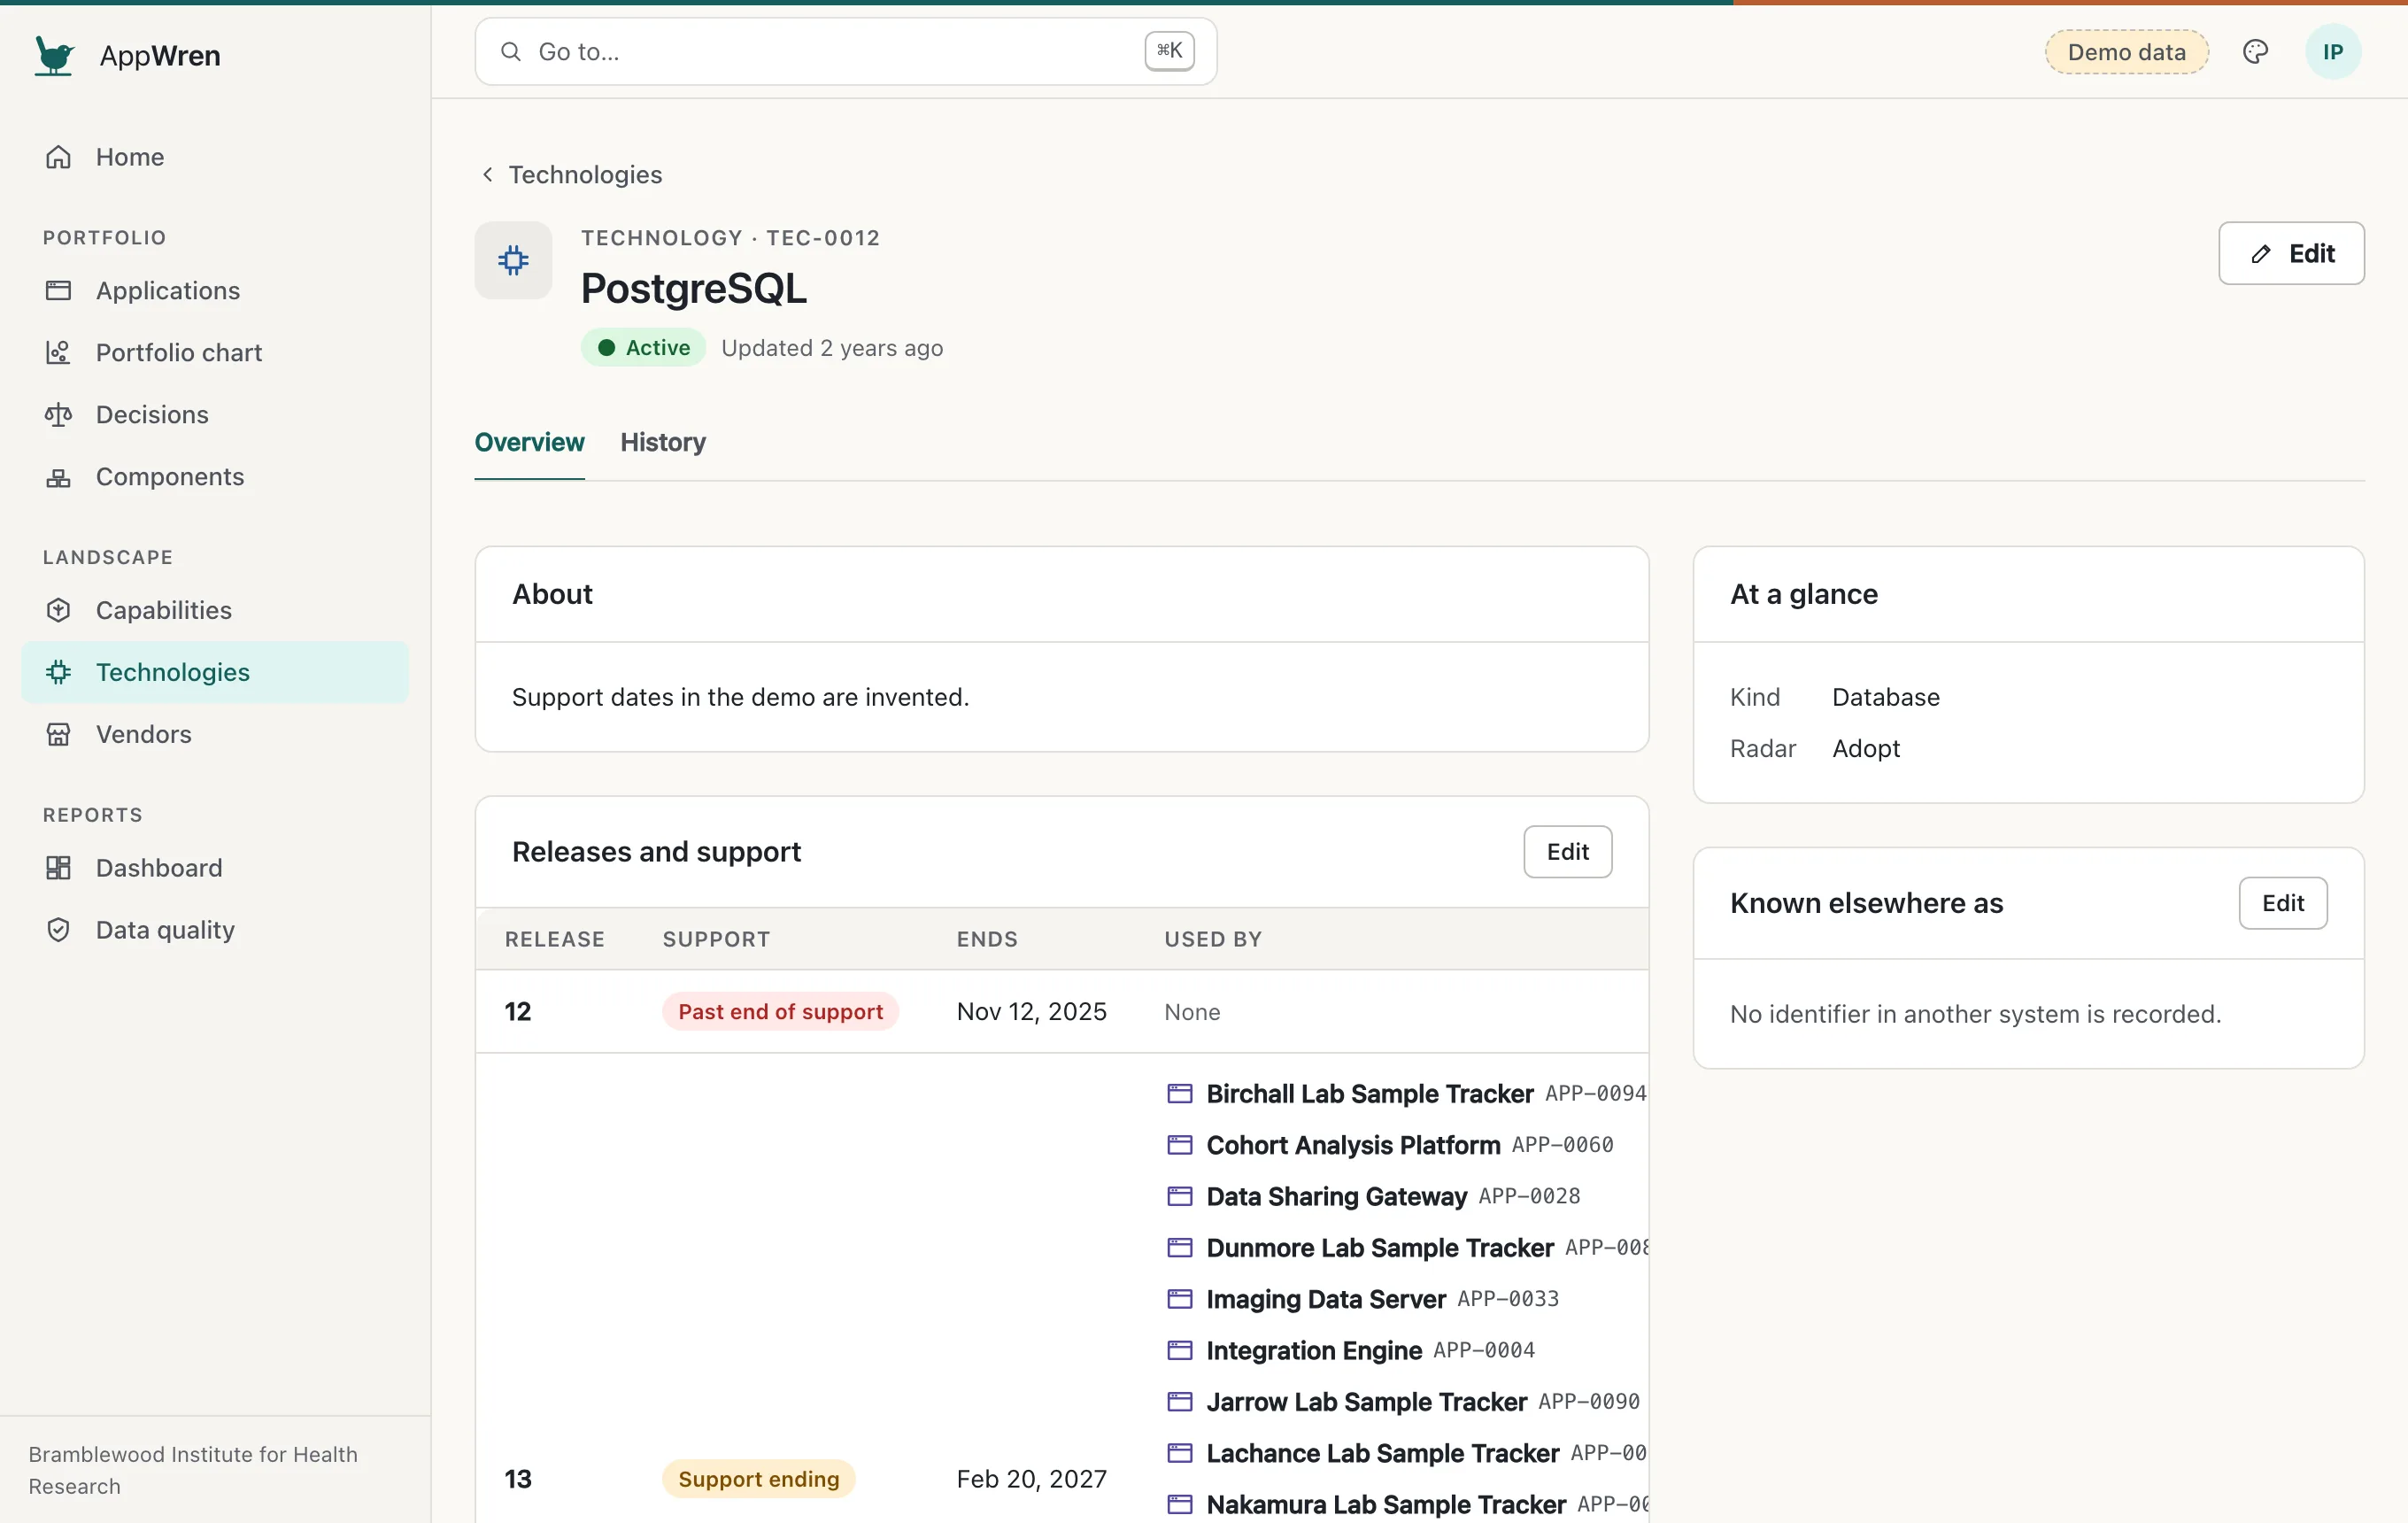 AppWren
Go to...
⌘K
Demo data
IP
Home
PORTFOLIO
Applications
Portfolio chart
Decisions
Components
LANDSCAPE
Capabilities
Technologies
Vendors
REPORTS
Dashboard
Data quality
Bramblewood Institute for Health
Research
Technologies
TECHNOLOGY · TEC-0012
PostgreSQL
Active Updated 2 years ago
Edit
Overview History
About
Support dates in the demo are invented.
Releases and support
Edit
RELEASE SUPPORT ENDS USED BY
12 Past end of support Nov 12, 2025 None
Birchall Lab Sample Tracker APP-0094
Cohort Analysis Platform APP-0060
Data Sharing Gateway APP-0028
Dunmore Lab Sample Tracker
Imaging Data Server APP-0033
Integration Engine APP-0004
Jarrow Lab Sample Tracker APP-0090
Lachance Lab Sample Tracker
13 Support ending Feb 20, 2027
Nakamura Lab Sample Tracker
At a glance
Kind Database
Radar Adopt
Known elsewhere as
Edit
No identifier in another system is recorded.